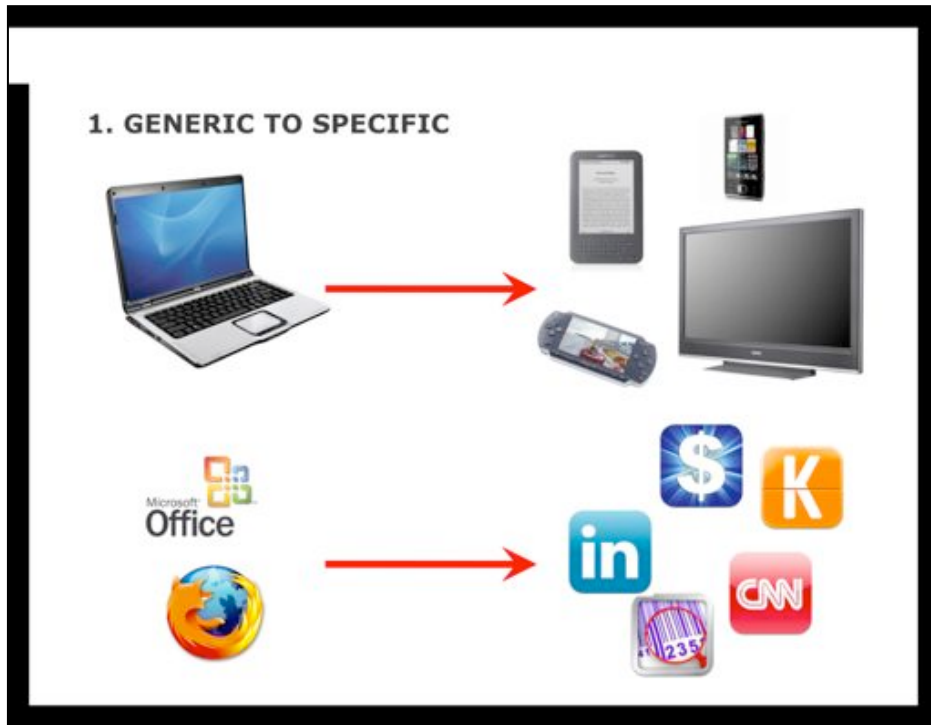 1. GENERIC TO SPECIFIC
Microsoft
Office
$
K
in
CNN
235